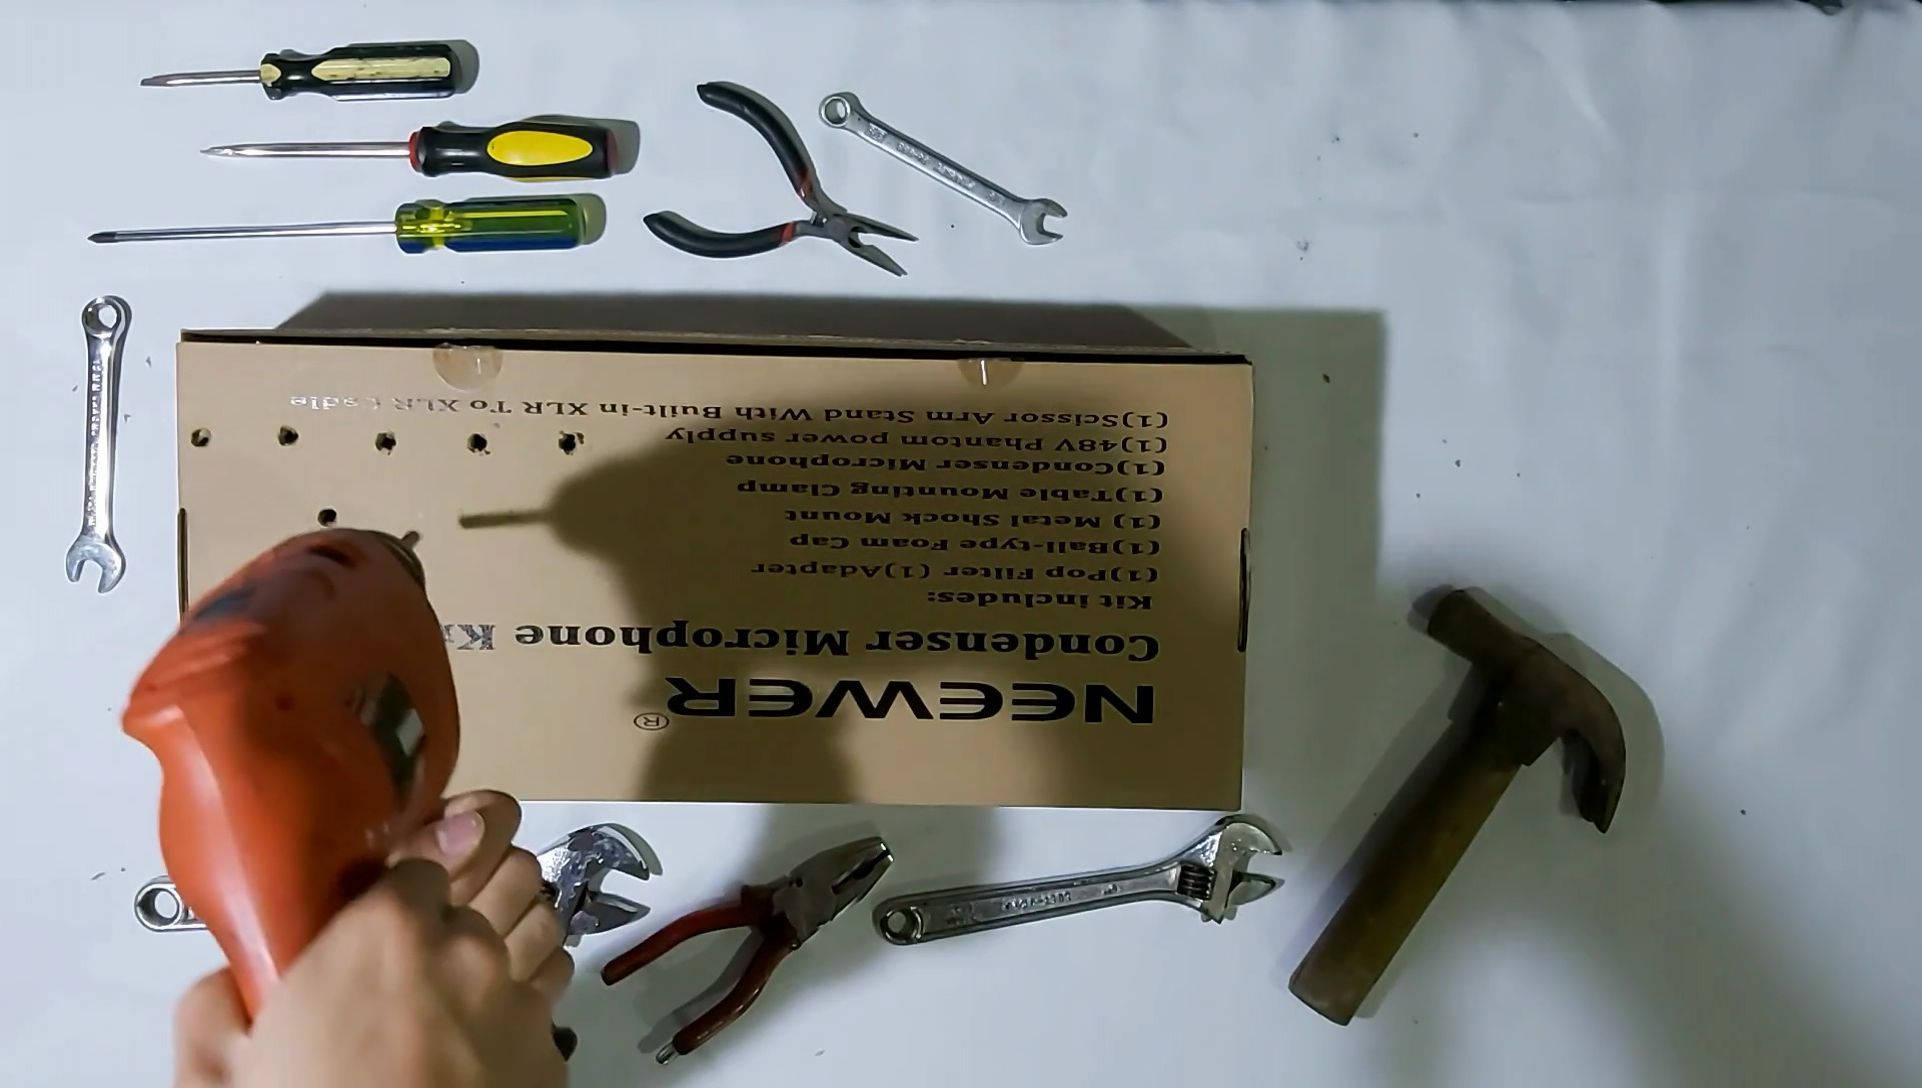 NEEWER®
Condenser Microphone
Kit includes:
(1)Pop Filter (1)Adapter
(1)Ball-type Foam Cap
(1) Metal Shock Mount
(1)Table Mounting Clamp
(1)Condenser Microphone
(1)48V Phantom power supply
(1)Scissor Arm Stand With Built-in XLR To XLR Cable